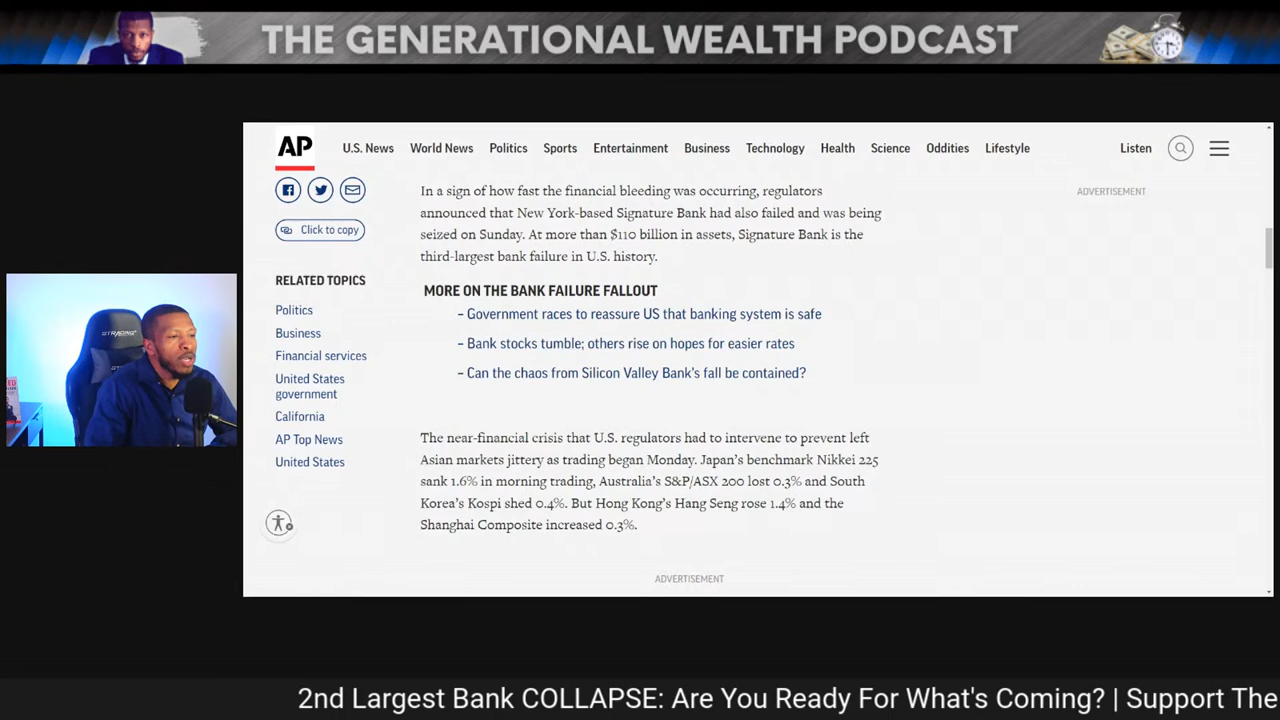 THE GENERATIONAL WEALTH PODCAST
AP
U.S. News World News Politics Sports Entertainment Business Technology Health Science Oddities Lifestyle Listen
Click to copy
RELATED TOPICS
Politics
Business
Financial services
United States
government
California
AP Top News
United States
In a sign of how fast the financial bleeding was occurring, regulators
announced that New York-based Signature Bank had also failed and was being
seized on Sunday. At more than $110 billion in assets, Signature Bank is the
third-largest bank failure in U.S. history.
MORE ON THE BANK FAILURE FALLOUT
– Government races to reassure US that banking system is safe
– Bank stocks tumble; others rise on hopes for easier rates
– Can the chaos from Silicon Valley Bank's fall be contained?
The near-financial crisis that U.S. regulators had to intervene to prevent left
Asian markets jittery as trading began Monday. Japan's benchmark Nikkei 225
sank 1.6% in morning trading, Australia's S&P/ASX 200 lost 0.3% and South
Korea's Kospi shed 0.4%. But Hong Kong's Hang Seng rose 1.4% and the
Shanghai Composite increased 0.3%.
ADVERTISEMENT
ADVERTISEMENT
2nd Largest Bank COLLAPSE: Are You Ready For What's Coming? | Support The